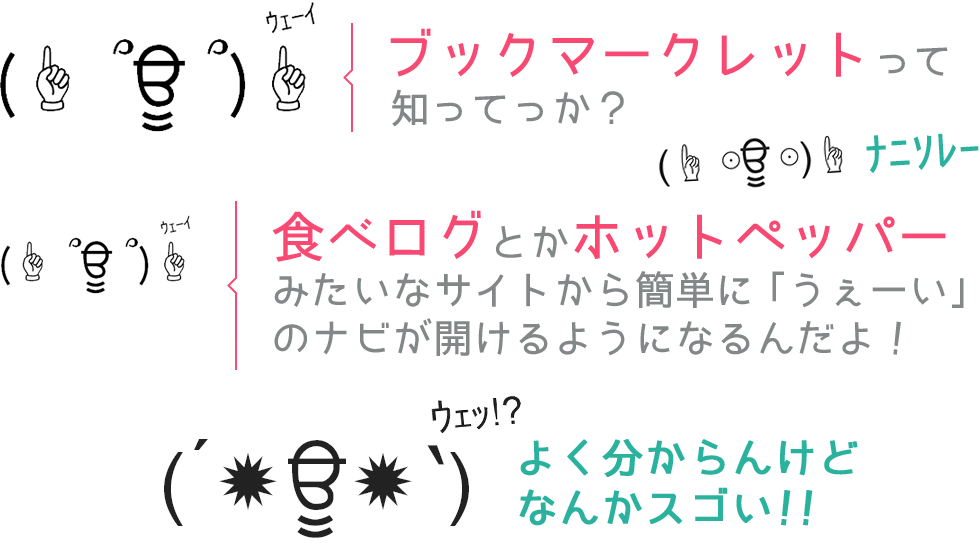 ウェーイ
ブックマークレットって
知ってっか？
ナニソレー
ウェーイ
食べログとかホットペッパー
みたいなサイトから簡単に「うぇーい」
のナビが開けるようになるんだよ！
ウェッ!?
よく分からんけど
なんかスゴい!!